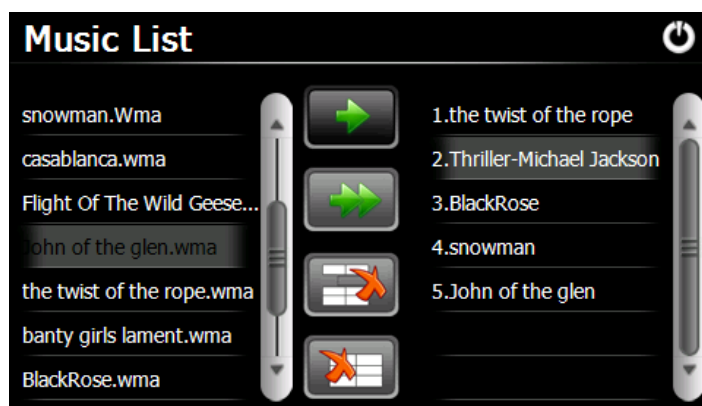 Music List
snowman.Wma
casablanca.wma
Flight Of The Wild Geese...
John of the glen.wma
the twist of the rope.wma
banty girls lament.wma
BlackRose.wma
1.the twist of the rope
2.Thriller-Michael Jackson
3.BlackRose
4.snowman
5.John of the glen